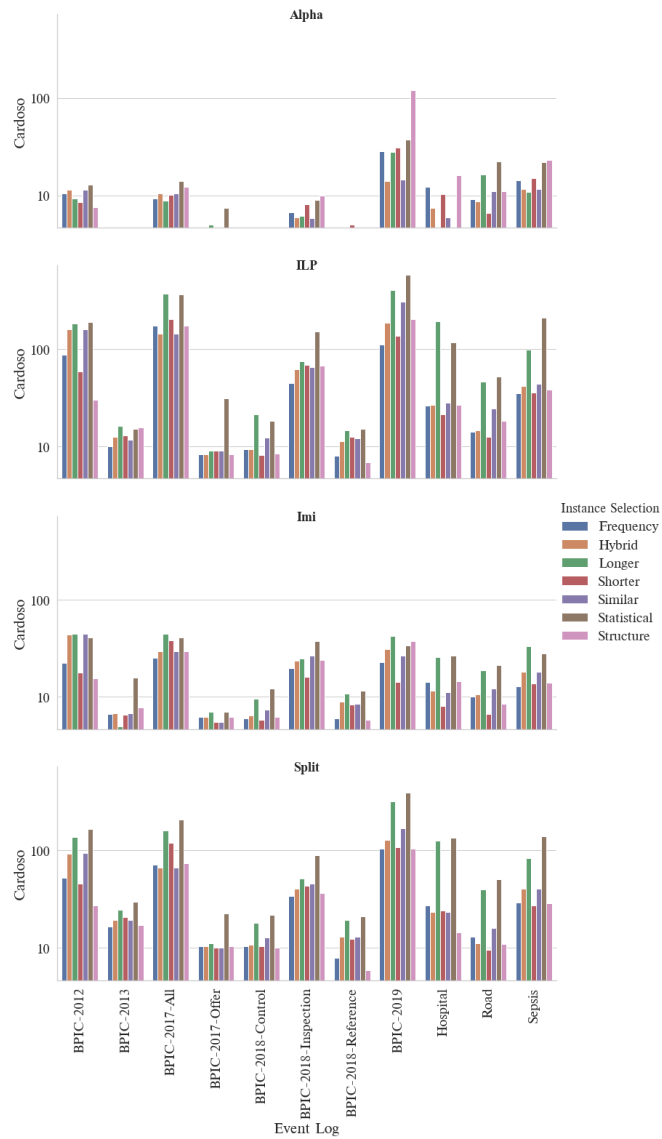 Alpha
Cardoso
100
10
ILP
Cardoso
100
10
Imi
Cardoso
100
10
Split
Cardoso
100
10
Instance Selection
Frequency
Hybrid
Longer
Shorter
Similar
Statistical
Structure
BPIC-2012
BPIC-2013
BPIC-2017-All
BPIC-2017-Offer
BPIC-2018-Control
BPIC-2018-Inspection
BPIC-2018-Reference
BPIC-2019
Hospital
Road
Sepsis
Event Log